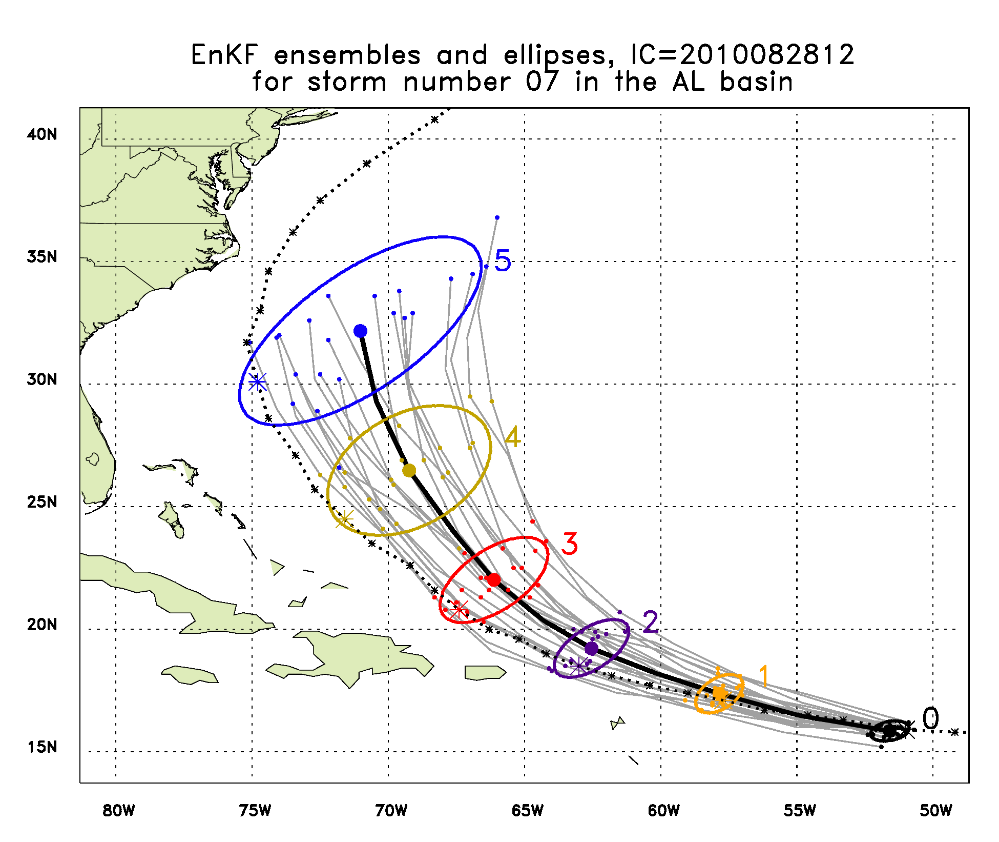 EnKF ensembles and ellipses, IC=2010082812
for storm number 07 in the AL basin
40N
35N
5
30N
4
25N
3
20N
2
1
0
15N
80W 75W 70W 65W 60W 55W 50W